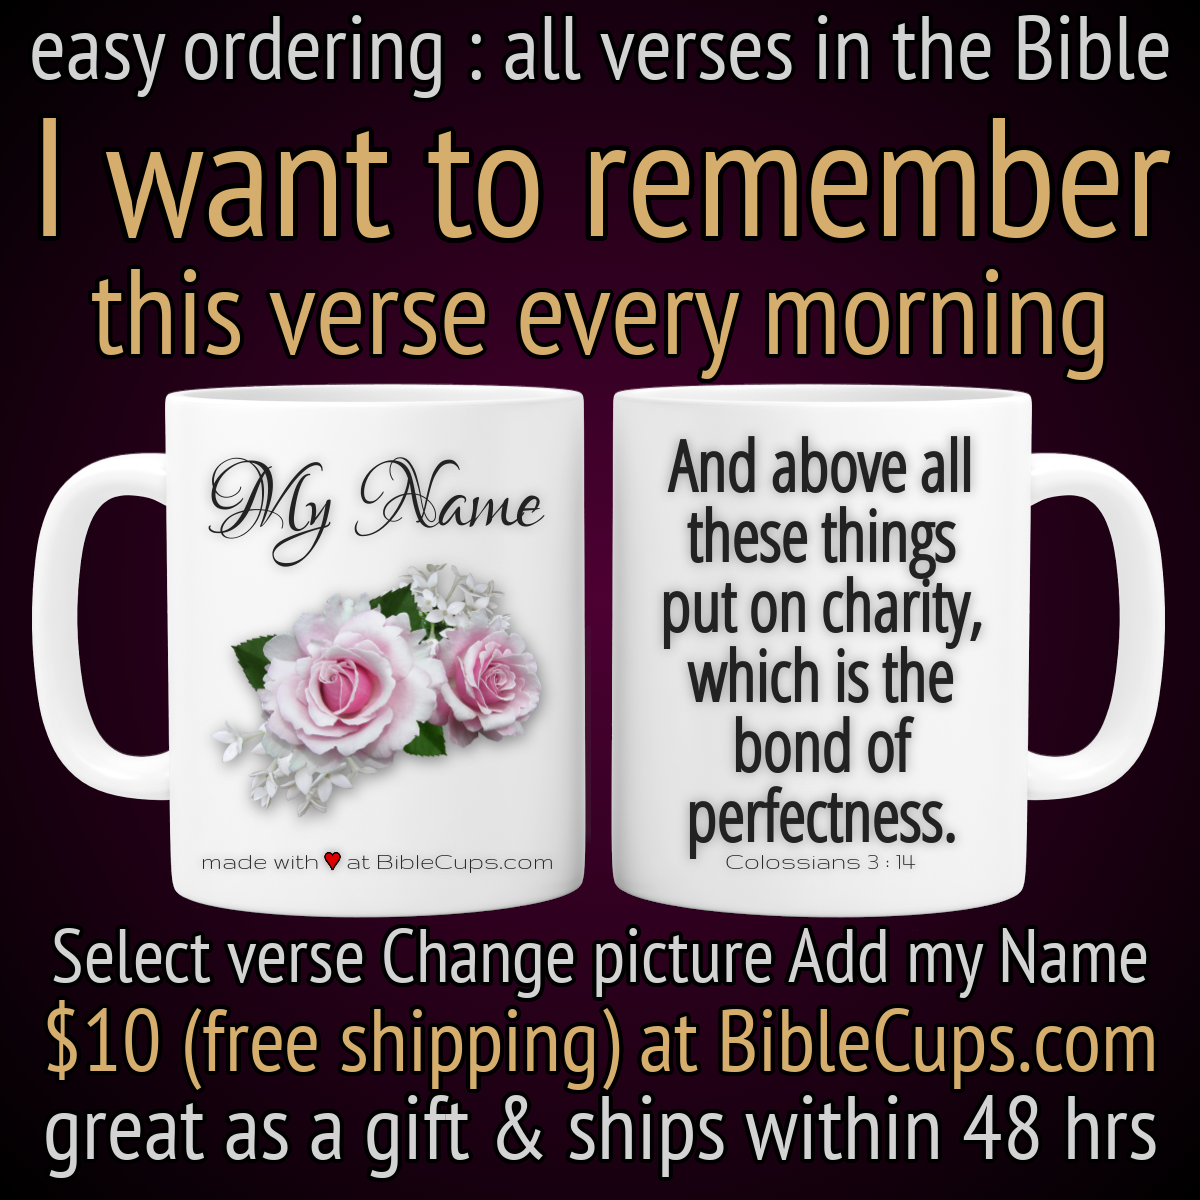 easy ordering : all verses in the Bible
I want to remember
this verse every morning
My Name
made with ♥ at BibleCups.com
And above all
these things
put on charity,
which is the
bond of
perfectness.
Colossians 3 : 14
Select verse Change picture Add my Name
$10 (free shipping) at BibleCups.com
great as a gift & ships within 48 hrs